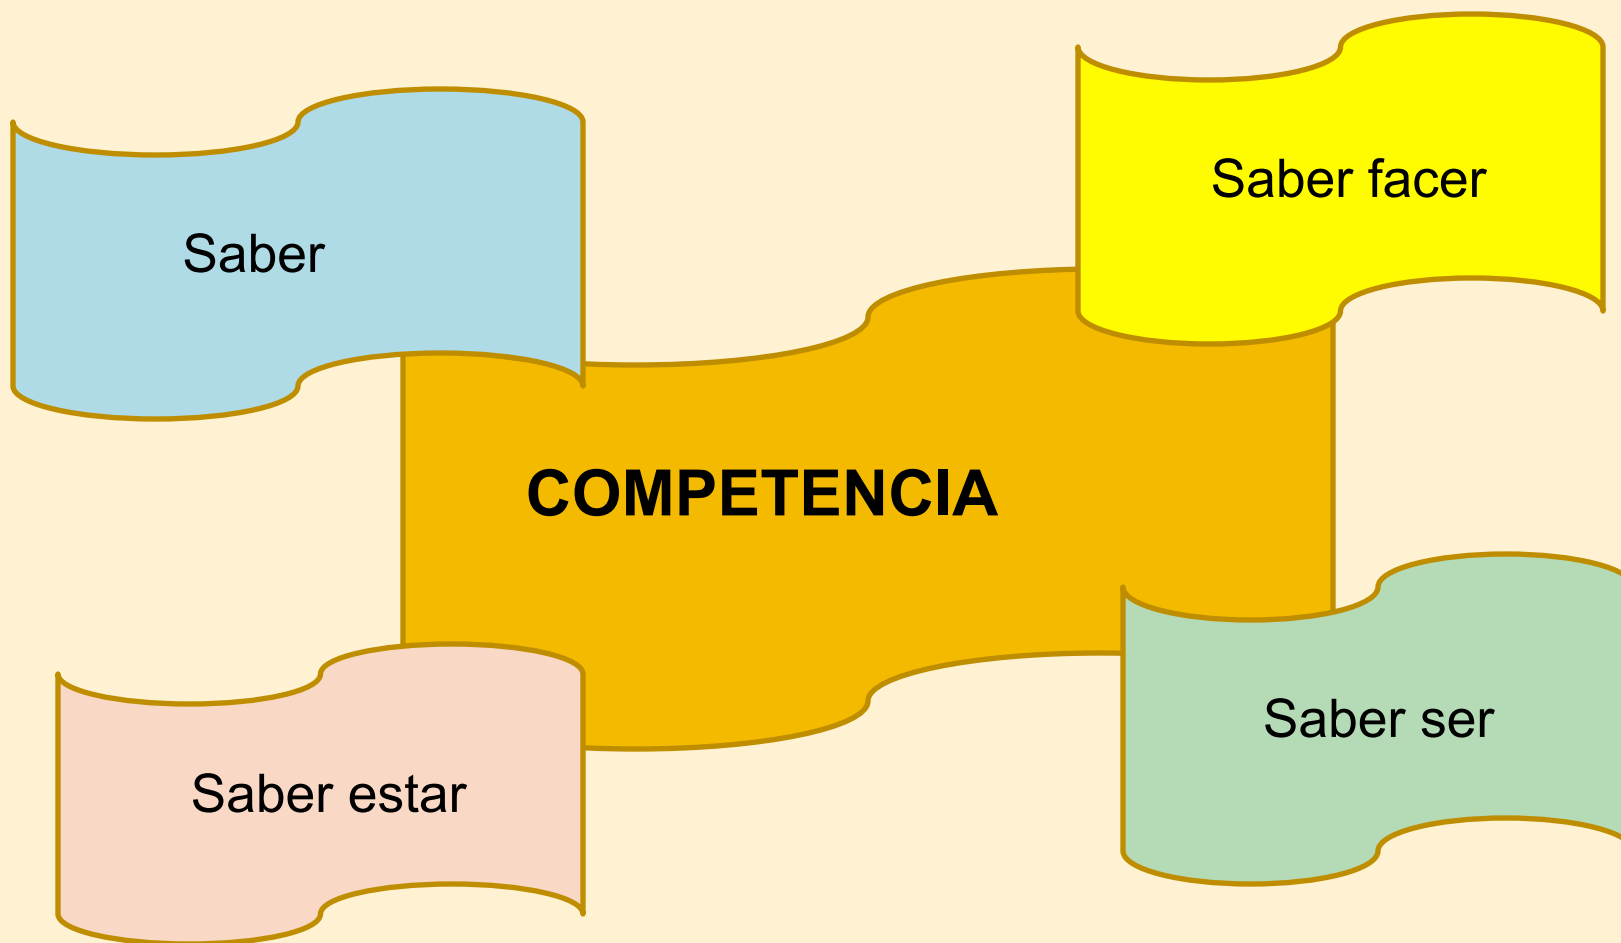 Saber
Saber facer
COMPETENCIA
Saber estar
Saber ser